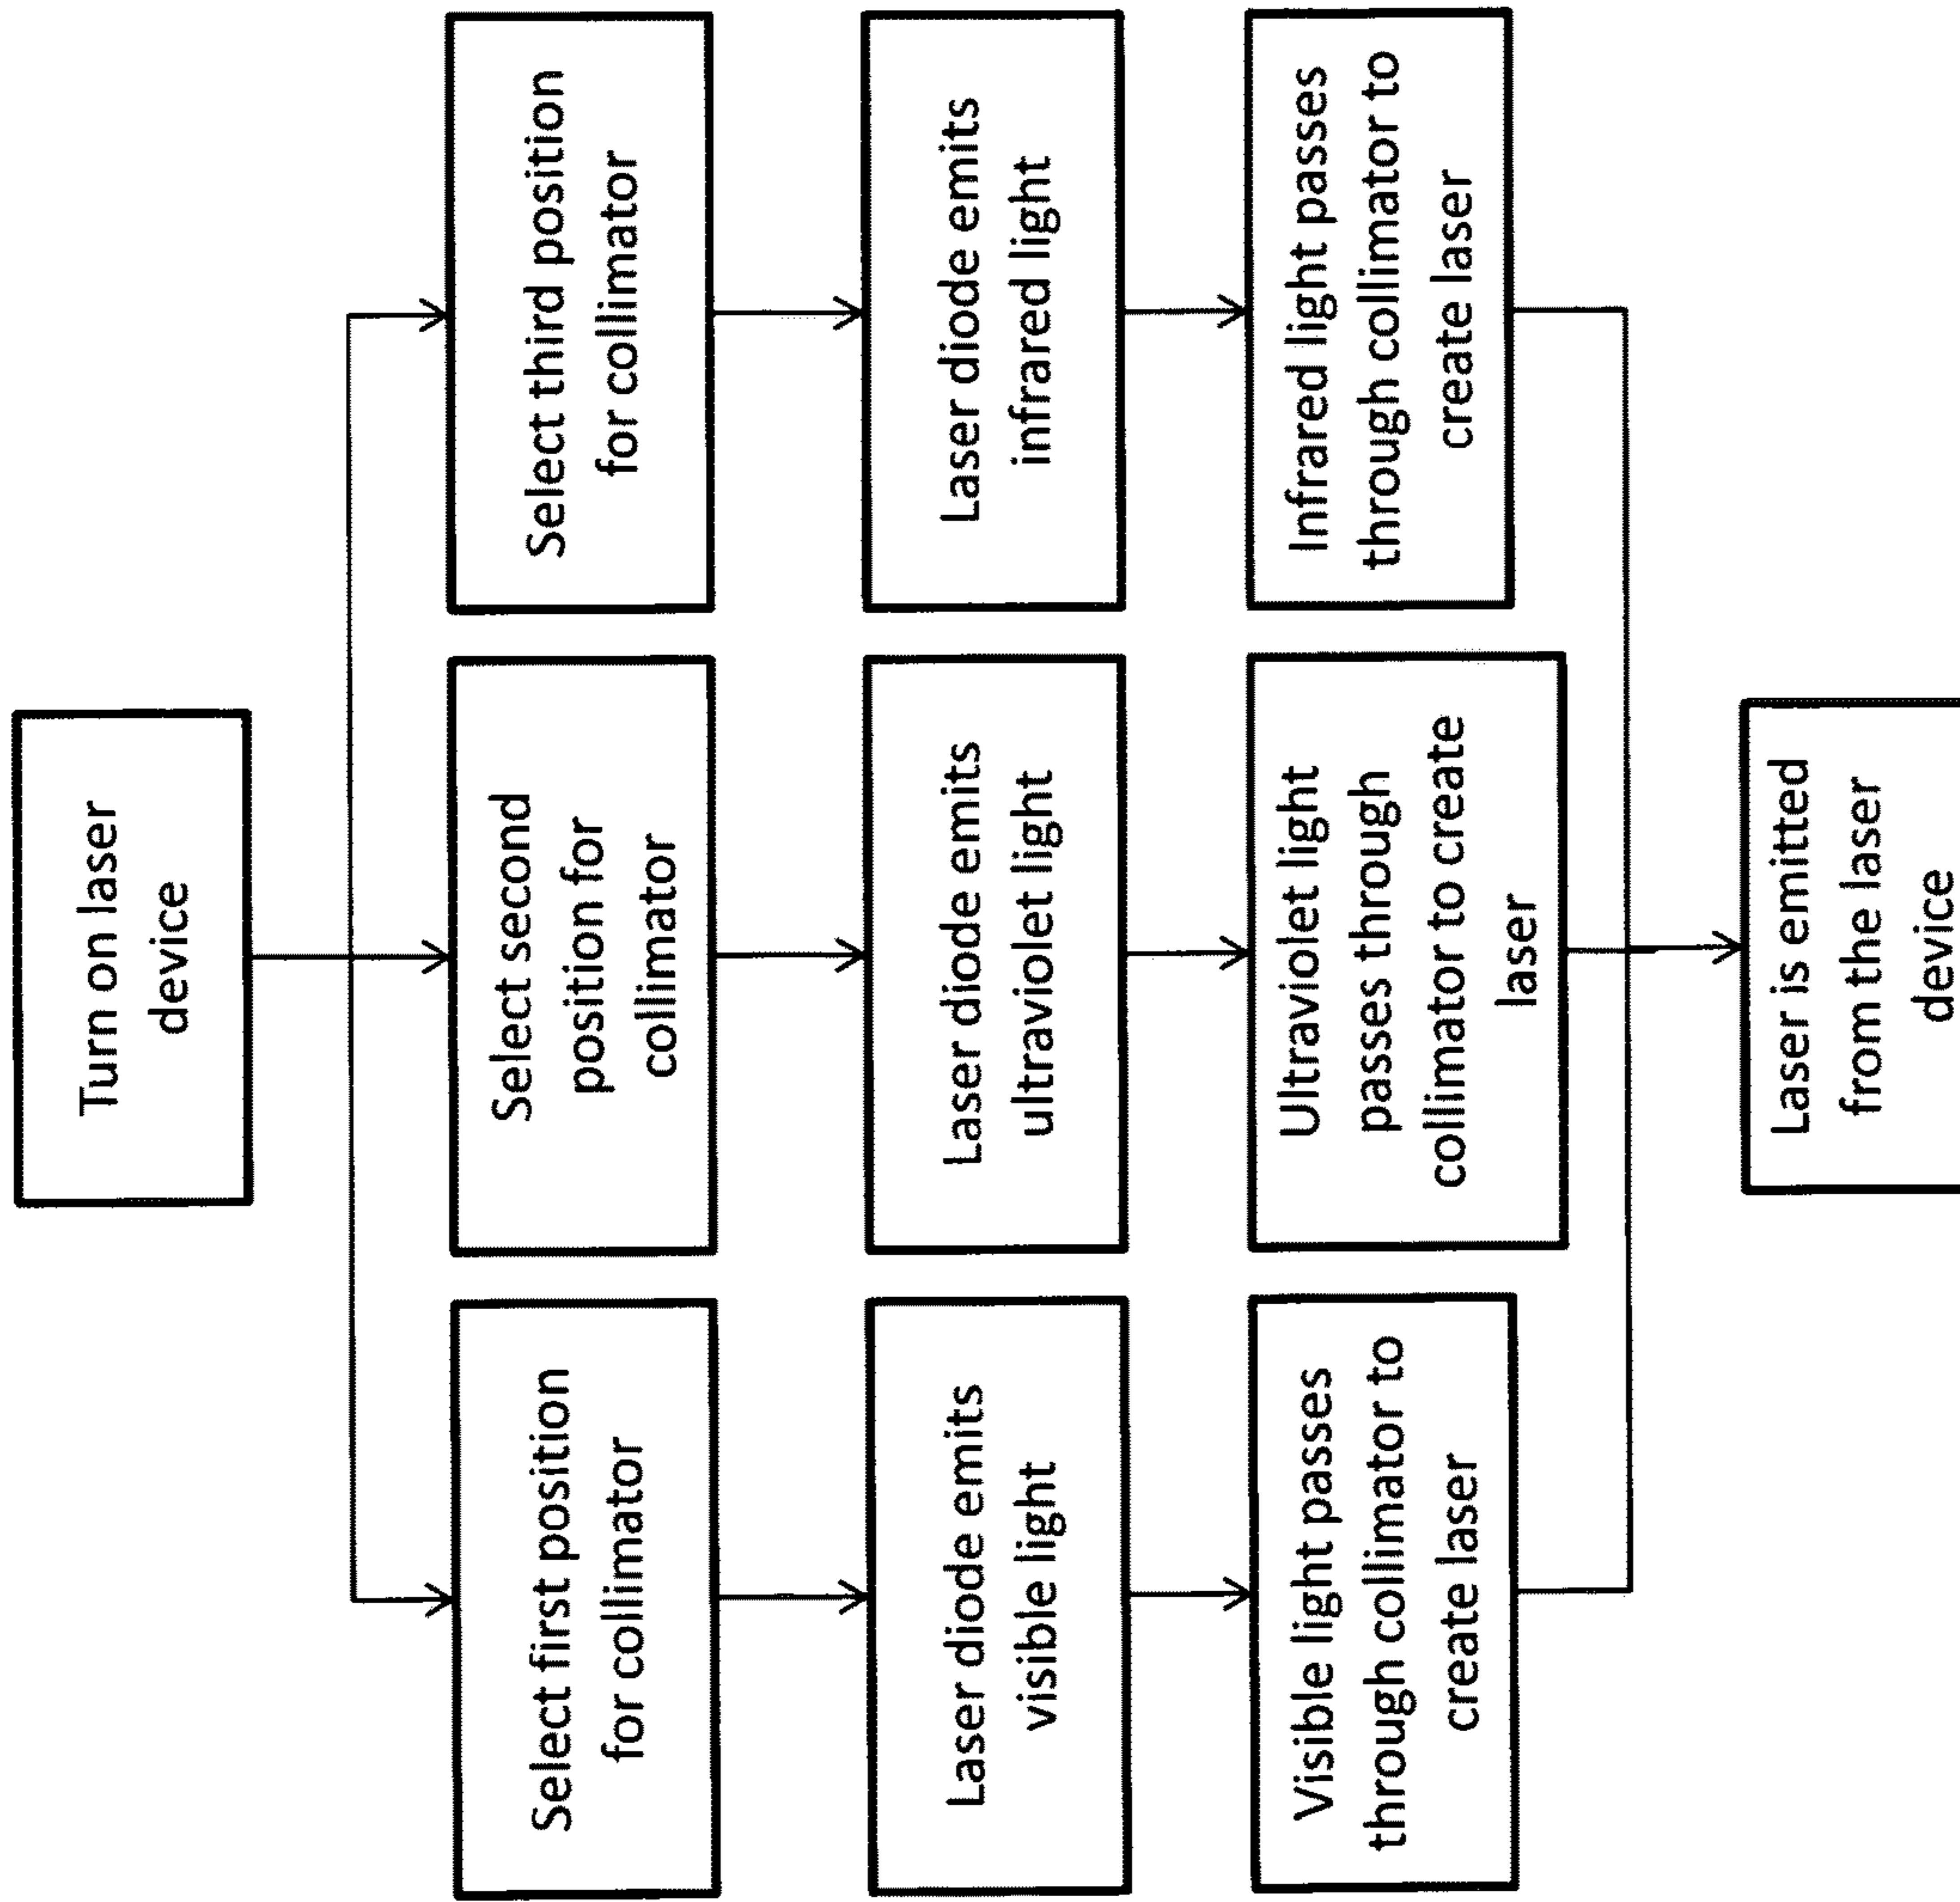 Turn on laser
device
Select first position
for collimator
Laser diode emits
visible light
Visible light passes
through collimator to
create laser
Select second
position for
collimator
Laser diode emits
ultraviolet light
Ultraviolet light
passes through
collimator to create
laser
Select third position
for collimator
Laser diode emits
infrared light
Infrared light passes
through collimator to
create laser
Laser is emitted
from the laser
device